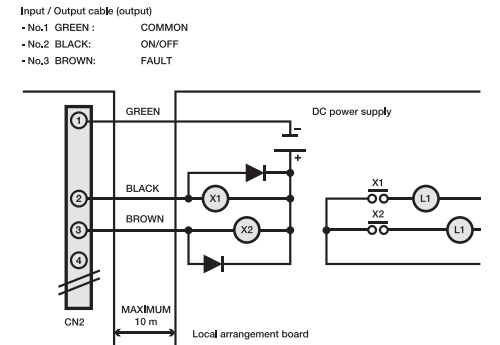 Input / Output cable (output)
- No.1 GREEN : COMMON
- No.2 BLACK: ON/OFF
- No.3 BROWN: FAULT
GREEN
DC power supply
1
-
+
BLACK
X1
2
X1
L1
BROWN
X2
3
X2
L1
4
MAXIMUM
10 m
CN2
Local arrangement board